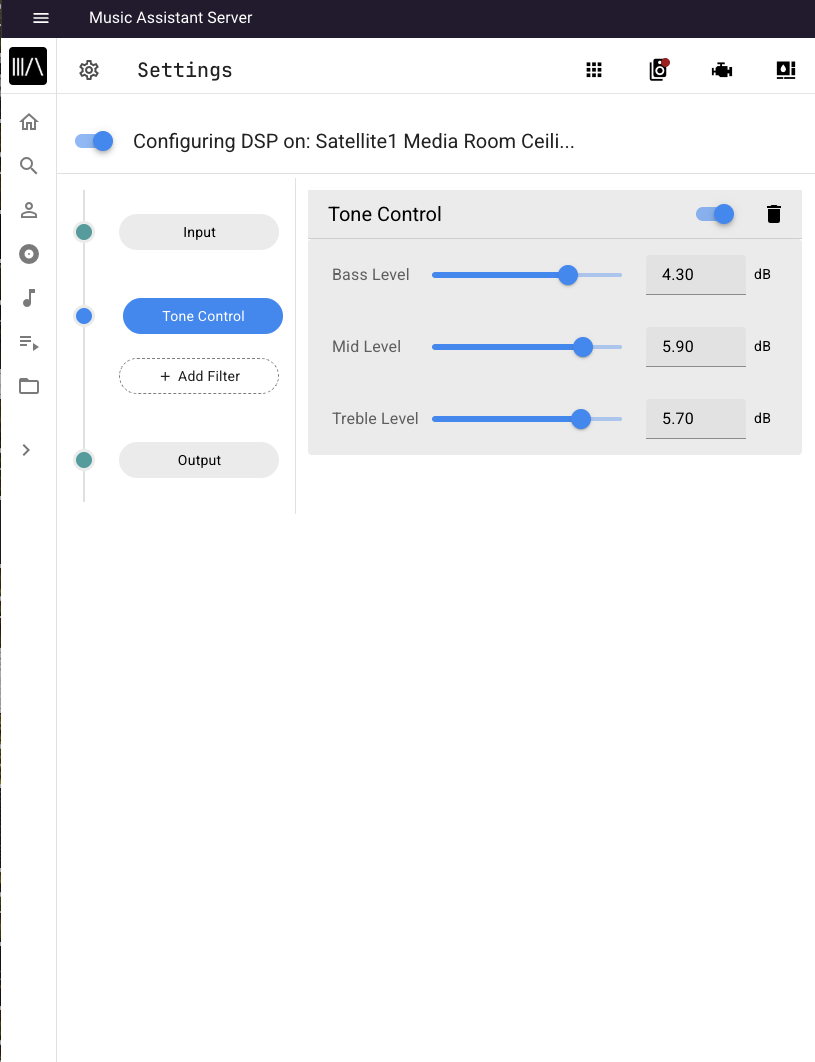 Music Assistant Server
Settings
Configuring DSP on: Satellite1 Media Room Ceili...
Input
Tone Control
+ Add Filter
Output
Tone Control
Bass Level 4.30 dB
Mid Level 5.90 dB
Treble Level 5.70 dB